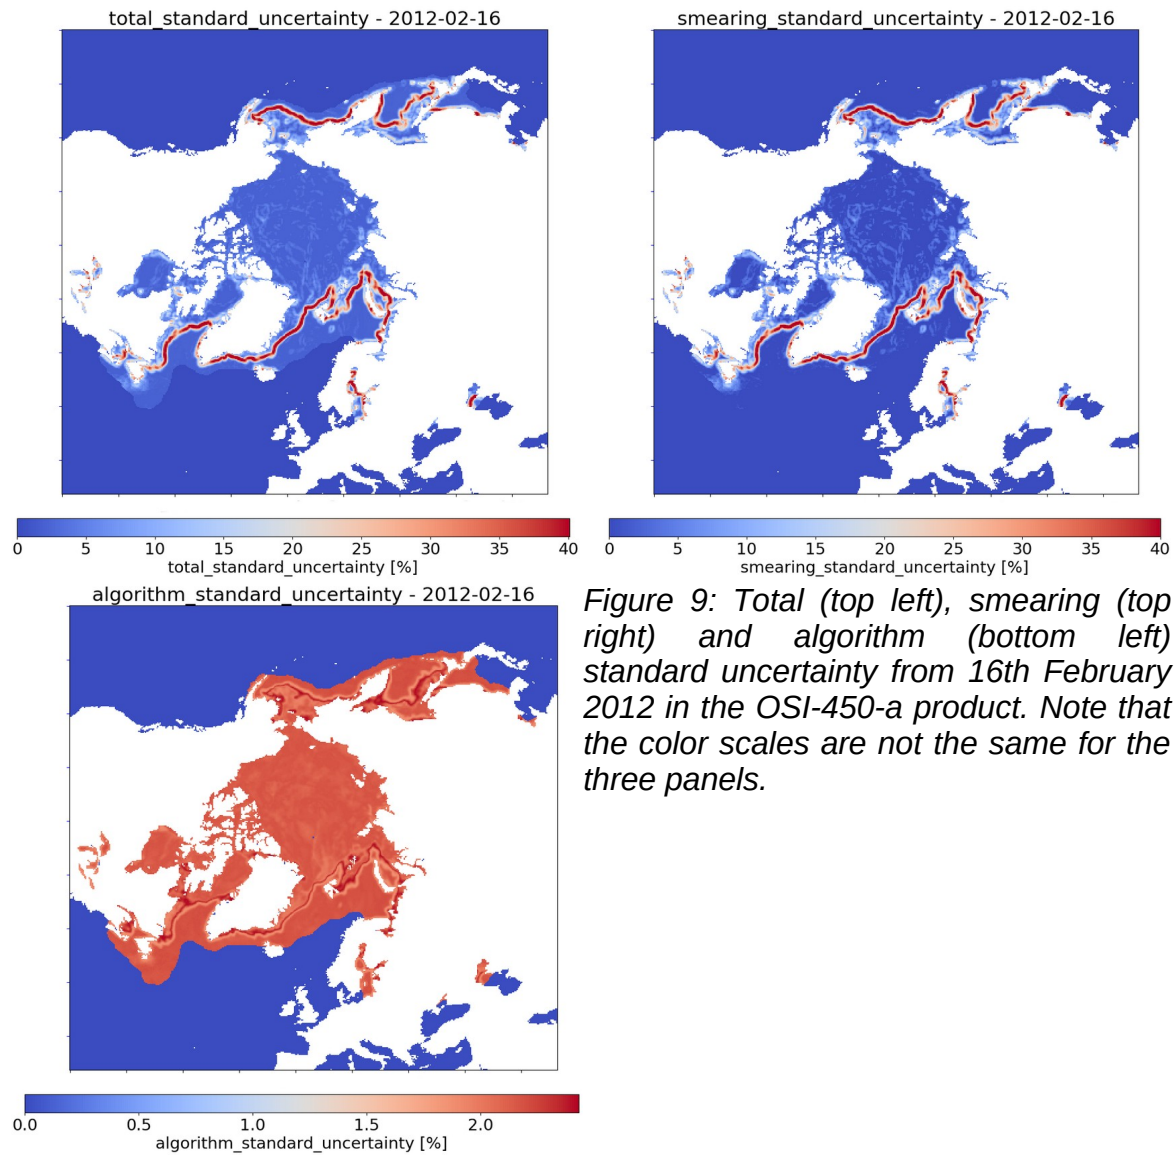 total_standard_uncertainty - 2012-02-16
0 5 10 15 20 25 30 35 40
total_standard_uncertainty [%]
smearing_standard_uncertainty - 2012-02-16
0 5 10 15 20 25 30 35 40
smearing_standard_uncertainty [%]
algorithm_standard_uncertainty - 2012-02-16
0.0 0.5 1.0 1.5 2.0
algorithm_standard_uncertainty [%]
Figure 9: Total (top left), smearing (top
right) and algorithm (bottom left)
standard uncertainty from 16th February
2012 in the OSI-450-a product. Note that
the color scales are not the same for the
three panels.